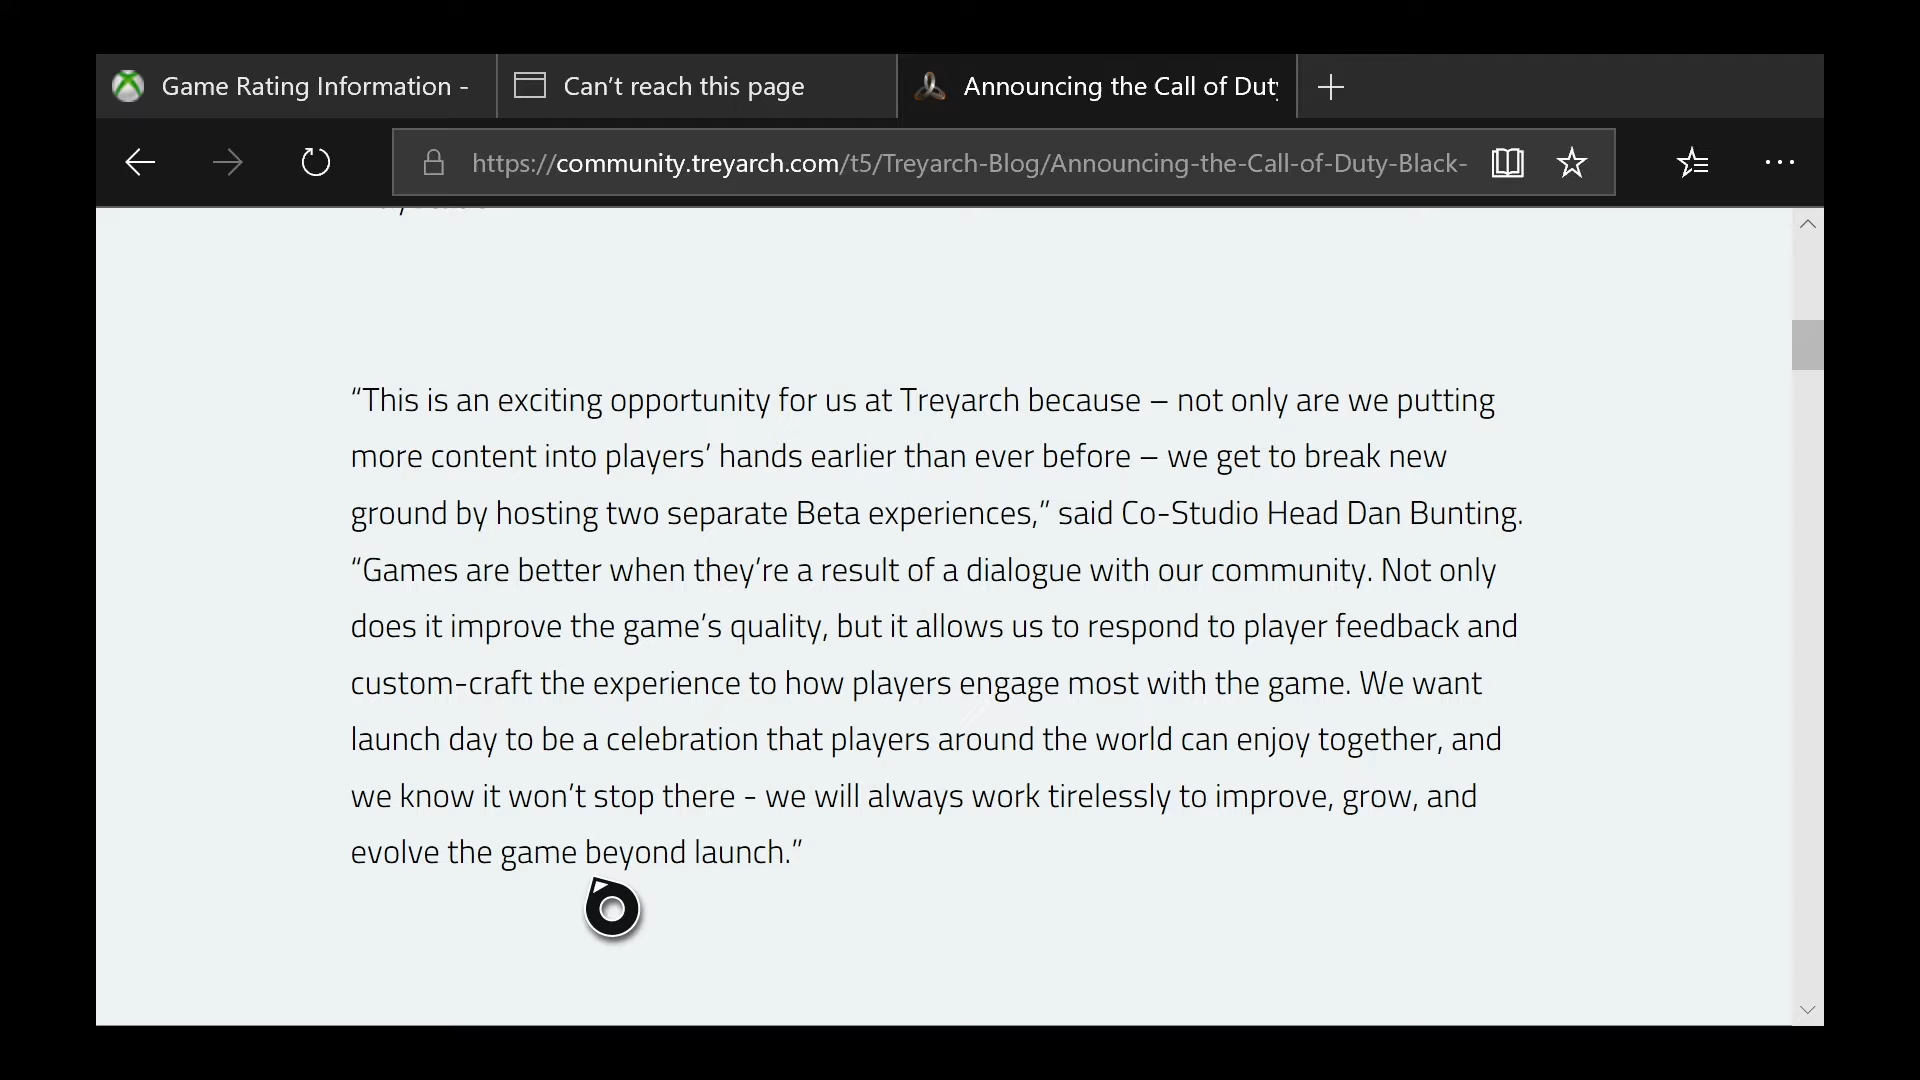 Game Rating Information -
Can’t reach this page
Announcing the Call of Duty
https://community.treyarch.com/t5/Treyarch-Blog/Announcing-the-Call-of-Duty-Black-
“This is an exciting opportunity for us at Treyarch because – not only are we putting
more content into players’ hands earlier than ever before – we get to break new
ground by hosting two separate Beta experiences,” said Co-Studio Head Dan Bunting.
“Games are better when they’re a result of a dialogue with our community. Not only
does it improve the game’s quality, but it allows us to respond to player feedback and
custom-craft the experience to how players engage most with the game. We want
launch day to be a celebration that players around the world can enjoy together, and
we know it won’t stop there - we will always work tirelessly to improve, grow, and
evolve the game beyond launch.”